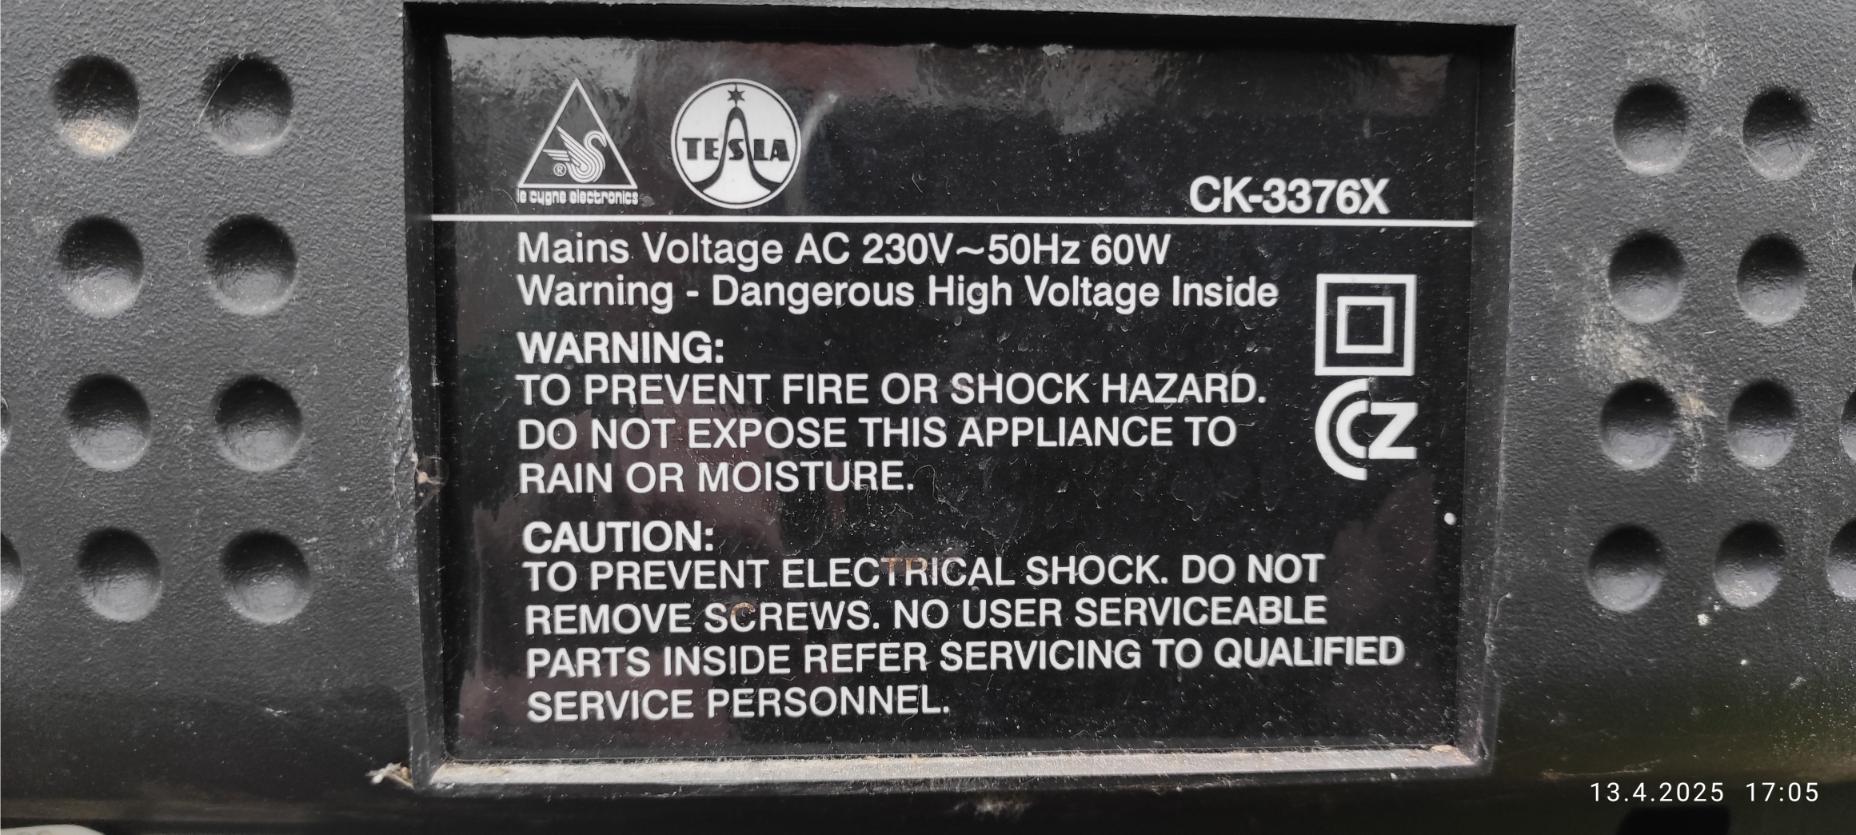 ® le cygne electronics
TESLA
CK-3376X
Mains Voltage AC 230V~50Hz 60W
Warning - Dangerous High Voltage Inside
WARNING:
TO PREVENT FIRE OR SHOCK HAZARD.
DO NOT EXPOSE THIS APPLIANCE TO
RAIN OR MOISTURE.
CCZ
CAUTION:
TO PREVENT ELECTRICAL SHOCK. DO NOT
REMOVE SCREWS. NO USER SERVICEABLE
PARTS INSIDE REFER SERVICING TO QUALIFIED
SERVICE PERSONNEL.
13.4.2025 17:05